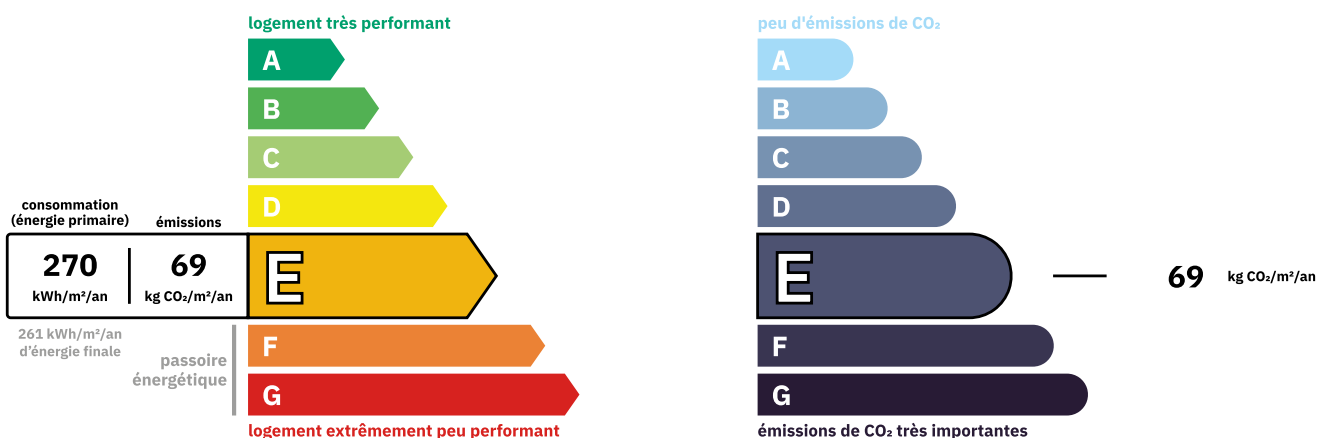 logement très performant
A
B
C
D
consommation
(énergie primaire)
émissions
270
kWh/m²/an
69
kg CO₂/m²/an
E
261 kWh/m²/an
d'énergie finale
passoire
énergétique
F
G
logement extrêmement peu performant
peu d'émissions de CO₂
A
B
C
D
E
69 kg CO₂/m²/an
F
G
émissions de CO₂ très importantes